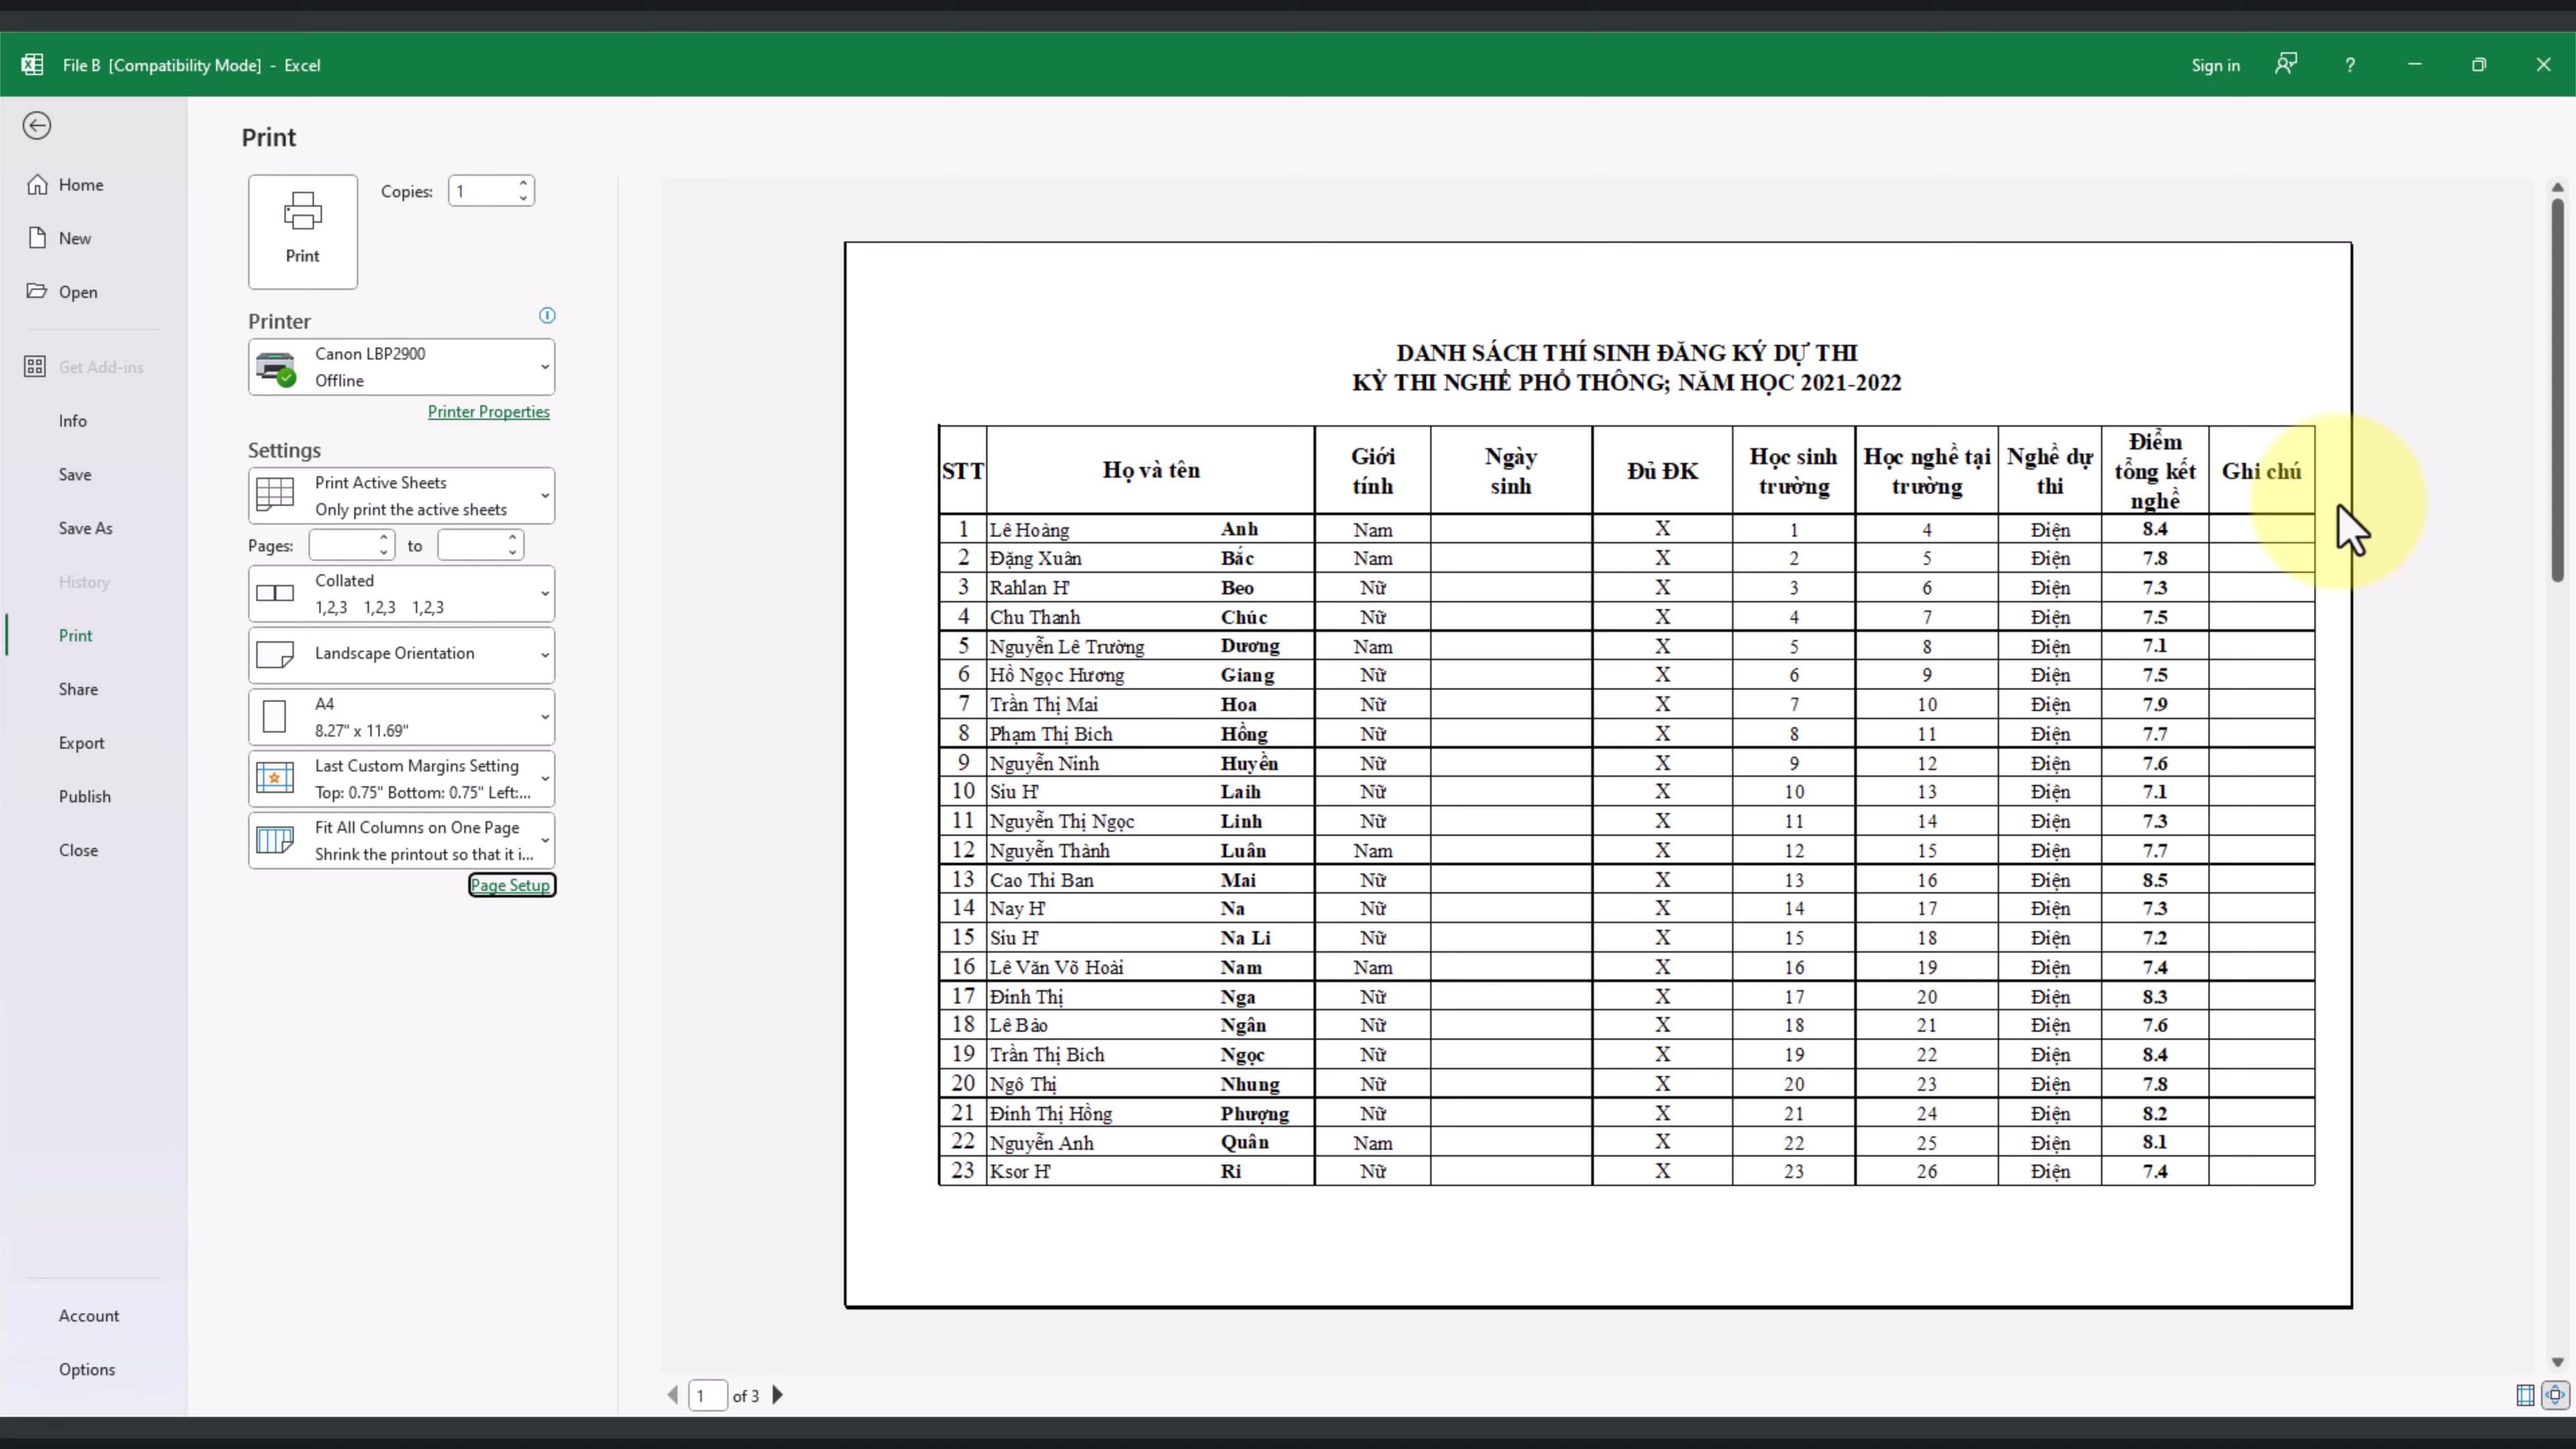 File B [Compatibility Mode] - Excel
Sign in
Print
Home
New
Open
Get Add-ins
Info
Save
Save As
History
Print
Share
Export
Publish
Close
Account
Options
Print
Copies: 1
Printer
Canon LBP2900
Offline
Printer Properties
Settings
Print Active Sheets
Only print the active sheets
Pages: to
Collated
1,2,3 1,2,3 1,2,3
Landscape Orientation
A4
8.27" x 11.69"
Last Custom Margins Setting
Top: 0.75" Bottom: 0.75" Left:...
Fit All Columns on One Page
Shrink the printout so that it i...
Page Setup
DANH SÁCH THÍ SINH ĐĂNG KÝ DỰ THI
KỲ THI NGHỀ PHỔ THÔNG; NĂM HỌC 2021-2022
STT Họ và tên Giới tính Ngày sinh Đủ ĐK Học sinh trường Học nghề tại trường Nghề dự thi Điểm tổng kết nghề Ghi chú
1 Lê Hoàng Anh Nam X 1 4 Điện 8.4
2 Đặng Xuân Bắc Nam X 2 5 Điện 7.8
3 Rahlan H' Beo Nữ X 3 6 Điện 7.3
4 Chu Thanh Chúc Nữ X 4 7 Điện 7.5
5 Nguyễn Lê Trường Dương Nam X 5 8 Điện 7.1
6 Hồ Ngọc Hương Giang Nữ X 6 9 Điện 7.5
7 Trần Thị Mai Hoa Nữ X 7 10 Điện 7.9
8 Phạm Thị Bich Hồng Nữ X 8 11 Điện 7.7
9 Nguyễn Ninh Huyền Nữ X 9 12 Điện 7.6
10 Siu H' Laih Nữ X 10 13 Điện 7.1
11 Nguyễn Thị Ngọc Linh Nữ X 11 14 Điện 7.3
12 Nguyễn Thành Luân Nam X 12 15 Điện 7.7
13 Cao Thi Ban Mai Nữ X 13 16 Điện 8.5
14 Nay H' Na Nữ X 14 17 Điện 7.3
15 Siu H' Na Li Nữ X 15 18 Điện 7.2
16 Lê Văn Võ Hoài Nam Nam X 16 19 Điện 7.4
17 Đinh Thị Nga Nữ X 17 20 Điện 8.3
18 Lê Bảo Ngân Nữ X 18 21 Điện 7.6
19 Trần Thị Bich Ngọc Nữ X 19 22 Điện 8.4
20 Ngô Thị Nhung Nữ X 20 23 Điện 7.8
21 Đinh Thị Hồng Phượng Nữ X 21 24 Điện 8.2
22 Nguyễn Anh Quân Nam X 22 25 Điện 8.1
23 Ksor H' Ri Nữ X 23 26 Điện 7.4
1 of 3